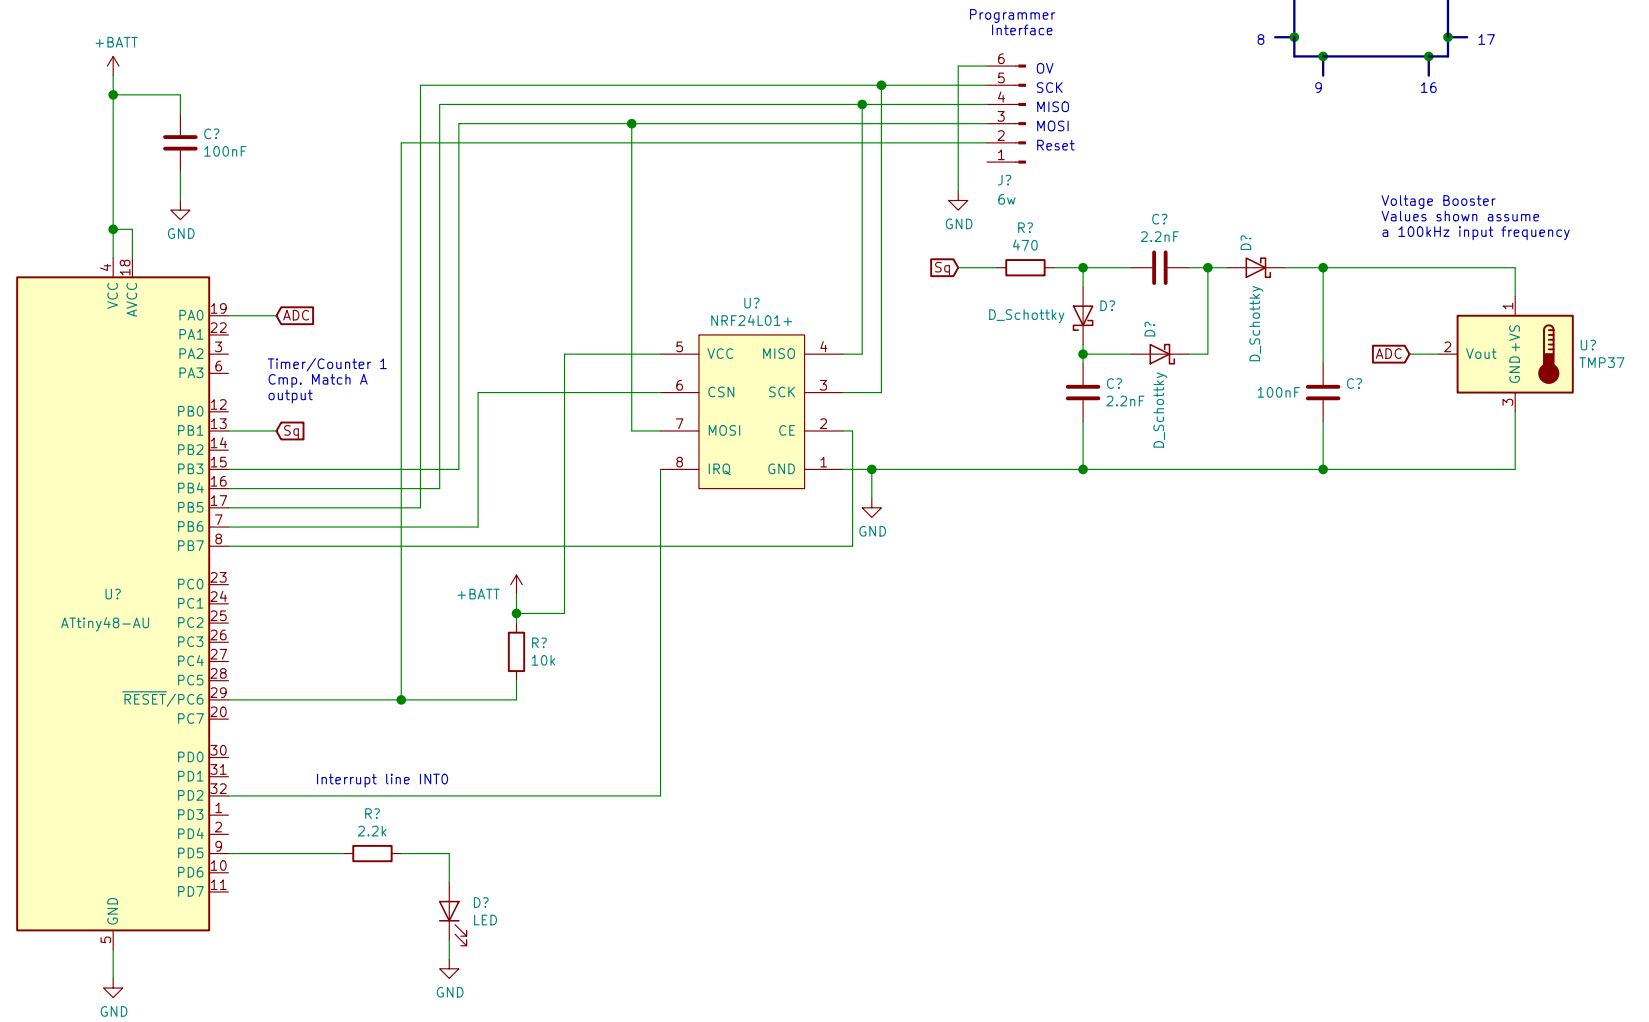 Programmer
Interface
+BATT
8
17
9
16
6
OV
5
SCK
4
MISO
3
MOSI
2
Reset
1
J?
6w
GND
C?
100nF
GND
Voltage Booster
Values shown assume
a 100kHz input frequency
Sq
R?
470
C?
2.2nF
D?
D_Schottky
D_Schottky
D?
D?
D_Schottky
C?
2.2nF
100nF
C?
ADC
2
Vout
1
+VS
GND
3
U?
TMP37
4
18
VCC
AVCC
PA0
19
ADC
PA1
22
PA2
3
PA3
6
Timer/Counter 1
Cmp. Match A
output
PB0
12
PB1
13
Sq
PB2
14
PB3
15
PB4
16
PB5
17
PB6
7
PB7
8
U?
NRF24L01+
5
VCC
MISO
4
6
CSN
SCK
3
7
MOSI
CE
2
8
IRQ
GND
1
GND
U?
ATtiny48-AU
PC0
23
PC1
24
PC2
25
PC3
26
PC4
27
PC5
28
RESET/PC6
29
PC7
20
+BATT
R?
10k
PD0
30
PD1
31
PD2
32
PD3
1
PD4
2
PD5
9
PD6
10
PD7
11
Interrupt line INT0
R?
2.2k
D?
LED
GND
GND
5
GND